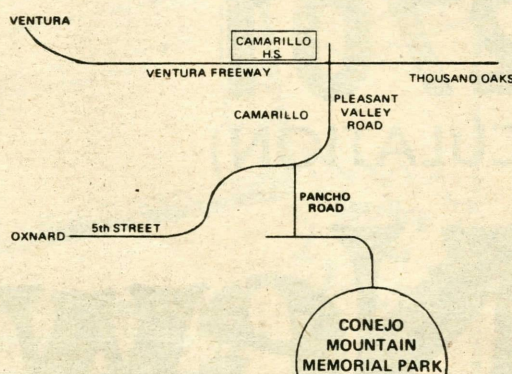 VENTURA
CAMARILLO
H.S.
VENTURA FREEWAY
THOUSAND OAKS
CAMARILLO
PLEASANT
VALLEY
ROAD
PANCHO
ROAD
OXNARD
5th STREET
CONEJO
MOUNTAIN
MEMORIAL PARK